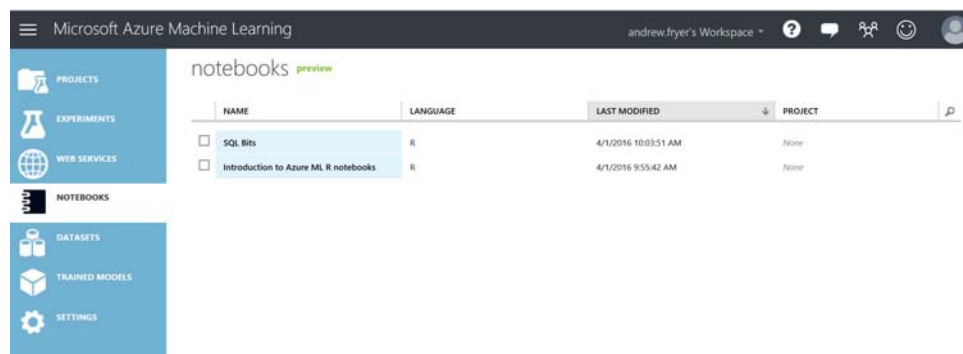 Microsoft Azure Machine Learning
andrew.fryer's Workspace
PROJECTS
EXPERIMENTS
WEB SERVICES
NOTEBOOKS
DATASETS
TRAINED MODELS
SETTINGS
notebooks preview
NAME LANGUAGE LAST MODIFIED PROJECT
SQL Bits R 4/1/2016 10:03:51 AM None
Introduction to Azure ML R notebooks R 4/1/2016 9:55:42 AM None